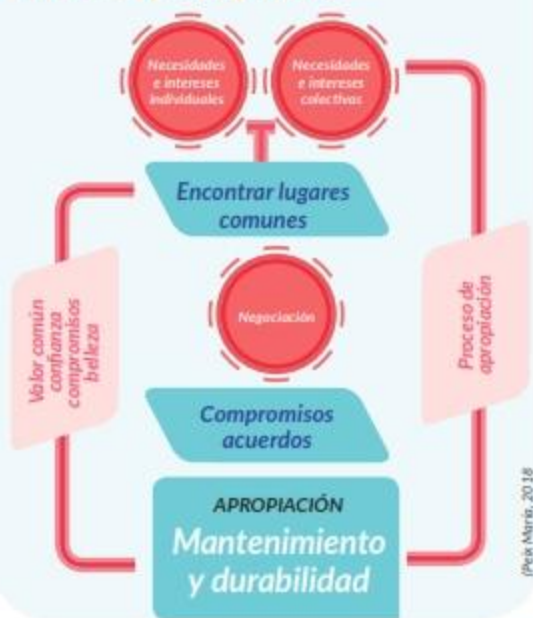 Necesidades
e intereses
individuales
Necesidades
e intereses
colectivas
Encontrar lugares
comunes
Negociación
Valor común
confianza
compromisos
belleza
Proceso de
apropiación
Compromisos
acuerdos
APROPIACIÓN
Mantenimiento
y durabilidad
(Peix María, 2018